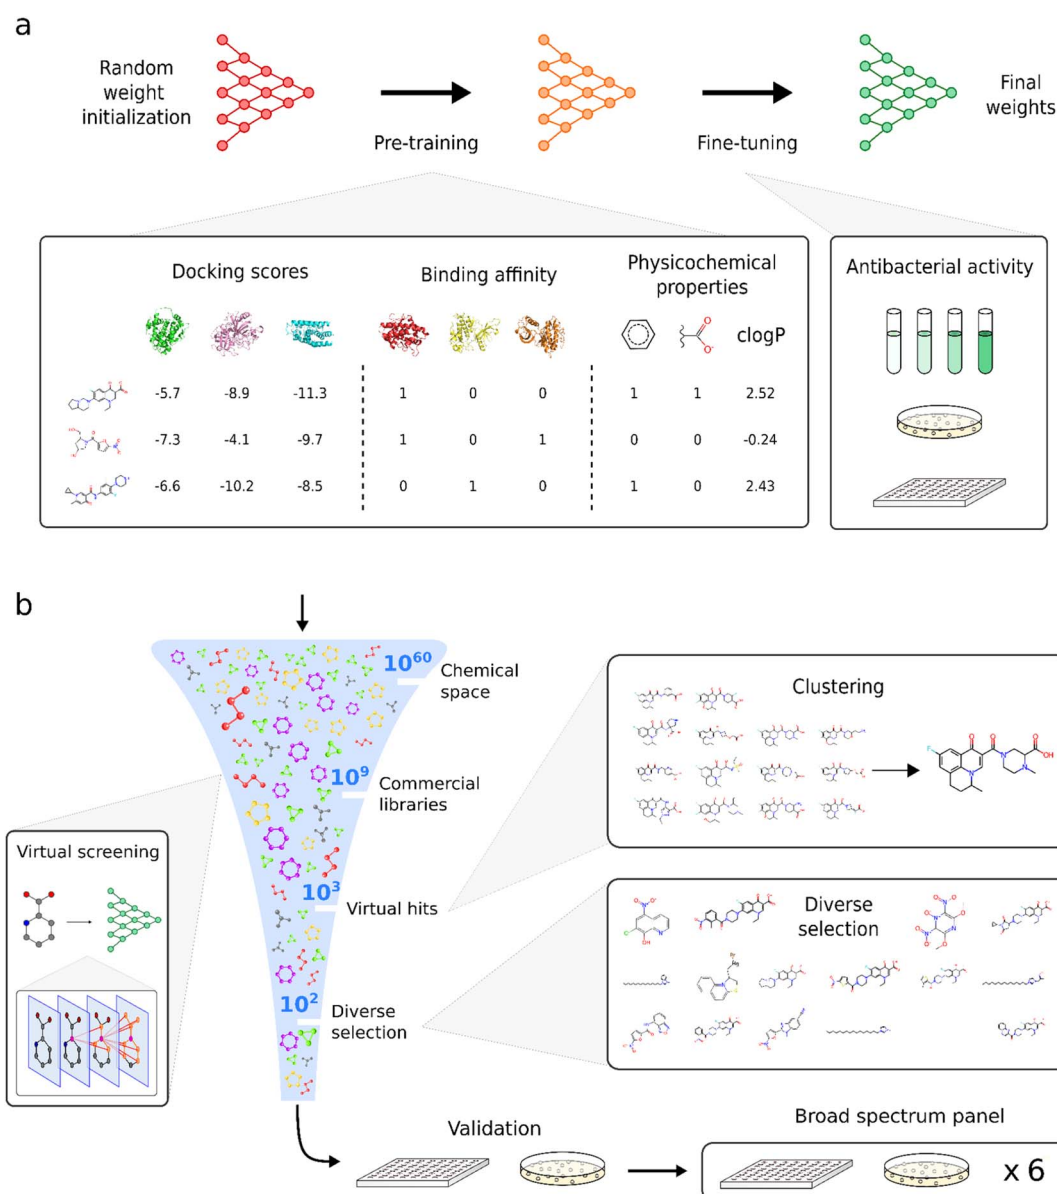 a
Random
weight
initialization
Pre-training
Fine-tuning
Final
weights
Docking scores
Binding affinity
Physicochemical
properties
clogP
-5.7 -8.9 -11.3 1 0 0 1 1 2.52
-7.3 -4.1 -9.7 1 0 1 0 0 -0.24
-6.6 -10.2 -8.5 0 1 0 1 0 2.43
Antibacterial activity
b
10^60
Chemical
space
10^9
Commercial
libraries
10^3
Virtual hits
10^2
Diverse
selection
Virtual screening
Clustering
F
O
O
N
OH
N
O
N
Diverse
selection
Validation
Broad spectrum panel
x 6